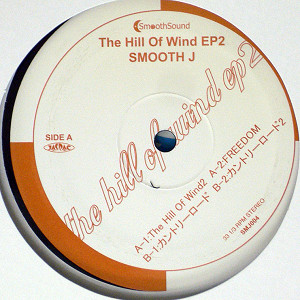 SmoothSound
The Hill Of Wind EP2
SMOOTH J
SIDE A
the hill of wind ep2
A-1:The Hill Of Wind2 A-2:FREEDOM
B-1:カントリーロード B-2:カントリーロード2
33 1/3 RPM STEREO
SMJ004